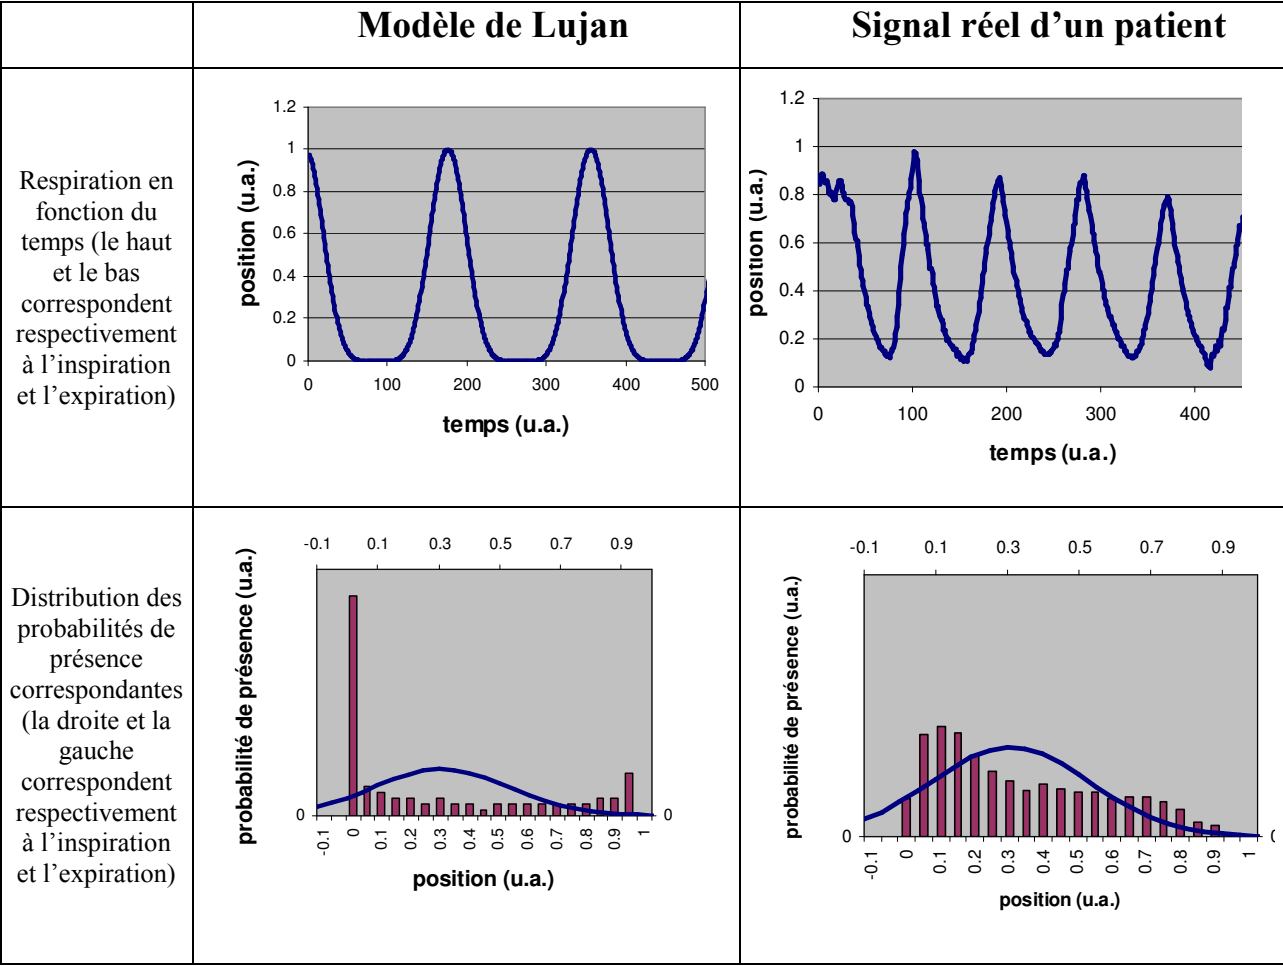 Modèle de Lujan
Signal réel d'un patient
Respiration en
fonction du
temps (le haut
et le bas
correspondent
respectivement
à l'inspiration
et l'expiration)
1.2
1
0.8
0.6
0.4
0.2
0
0 100 200 300 400 500
position (u.a.)
temps (u.a.)
1.2
1
0.8
0.6
0.4
0.2
0
0 100 200 300 400
position (u.a.)
temps (u.a.)
Distribution des
probabilités de
présence
correspondantes
(la droite et la
gauche
correspondent
respectivement
à l'inspiration
et l'expiration)
-0.1 0.1 0.3 0.5 0.7 0.9
probabilité de présence (u.a.)
0 0
-0.1 0 0.1 0.2 0.3 0.4 0.5 0.6 0.7 0.8 0.9 1
position (u.a.)
-0.1 0.1 0.3 0.5 0.7 0.9
probabilité de présence (u.a.)
0
-0.1 0 0.1 0.2 0.3 0.4 0.5 0.6 0.7 0.8 0.9 1
position (u.a.)